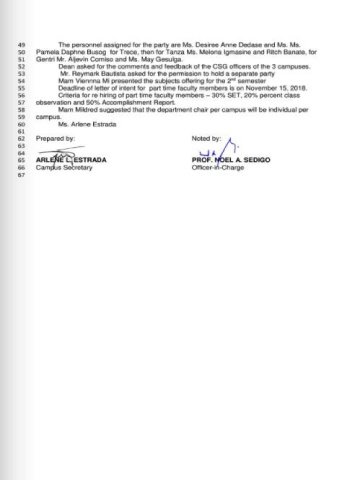 49 The personnel assigned for the party are Ms. Desiree Anne Dedase and Ms. Ms.
50 Pamela Daphne Busog for Trece, then for Tanza Ms. Melona Igmasine and Ritch Banate, for
51 Gentri Mr. Aljevin Comiso and Ms. May Gesulga.
52 Dean asked for the comments and feedback of the CSG officers of the 3 campuses.
53 Mr. Reymark Bautista asked for the permission to hold a separate party
54 Mam Viennna Mi presented the subjects offering for the 2nd semester
55 Deadline of letter of intent for part time faculty members is on November 15, 2018.
56 Criteria for re hiring of part time faculty members – 30% SET, 20% percent class
57 observation and 50% Accomplishment Report.
58 Mam Mildred suggested that the department chair per campus will be individual per
59 campus.
60 Ms. Arlene Estrada
61
62 Prepared by: Noted by:
63
64
65 ARLENE L. ESTRADA PROF. NOEL A. SEDIGO
66 Campus Secretary Officer-in-Charge
67